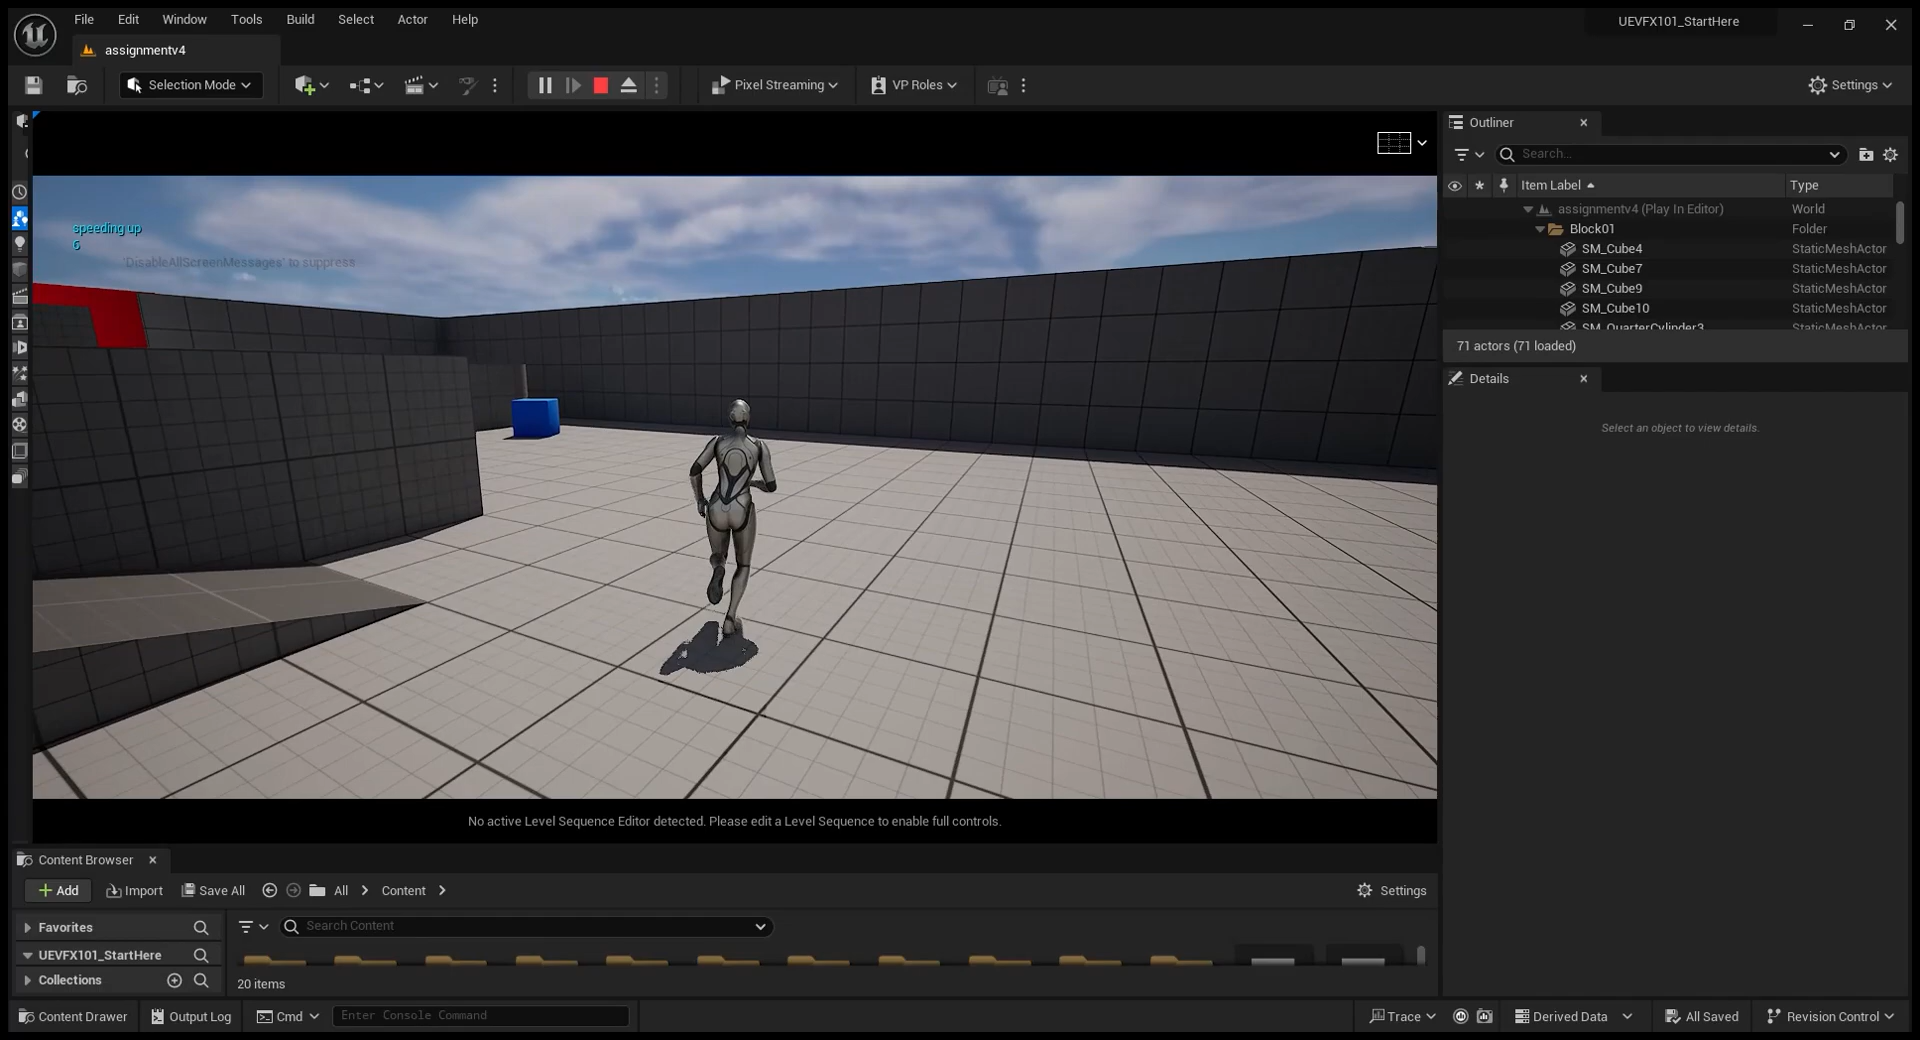 File Edit Window Tools Build Select Actor Help
UEVFX101_StartHere
assignmentv4
Selection Mode
Pixel Streaming
VP Roles
Settings
speeding up
6
'DisableAllScreenMessages' to suppress
No active Level Sequence Editor detected. Please edit a Level Sequence to enable full controls.
Outliner
Search...
Item Label Type
assignmentv4 (Play In Editor) World
Block01 Folder
SM_Cube4 StaticMeshActor
SM_Cube7 StaticMeshActor
SM_Cube9 StaticMeshActor
SM_Cube10 StaticMeshActor
SM_QuarterCylinder3 StaticMeshActor
71 actors (71 loaded)
Details
Select an object to view details.
Content Browser
Add Import Save All All Content Settings
Favorites
Search Content
UEVFX101_StartHere
Collections
20 items
Content Drawer Output Log Cmd Enter Console Command Trace Derived Data All Saved Revision Control